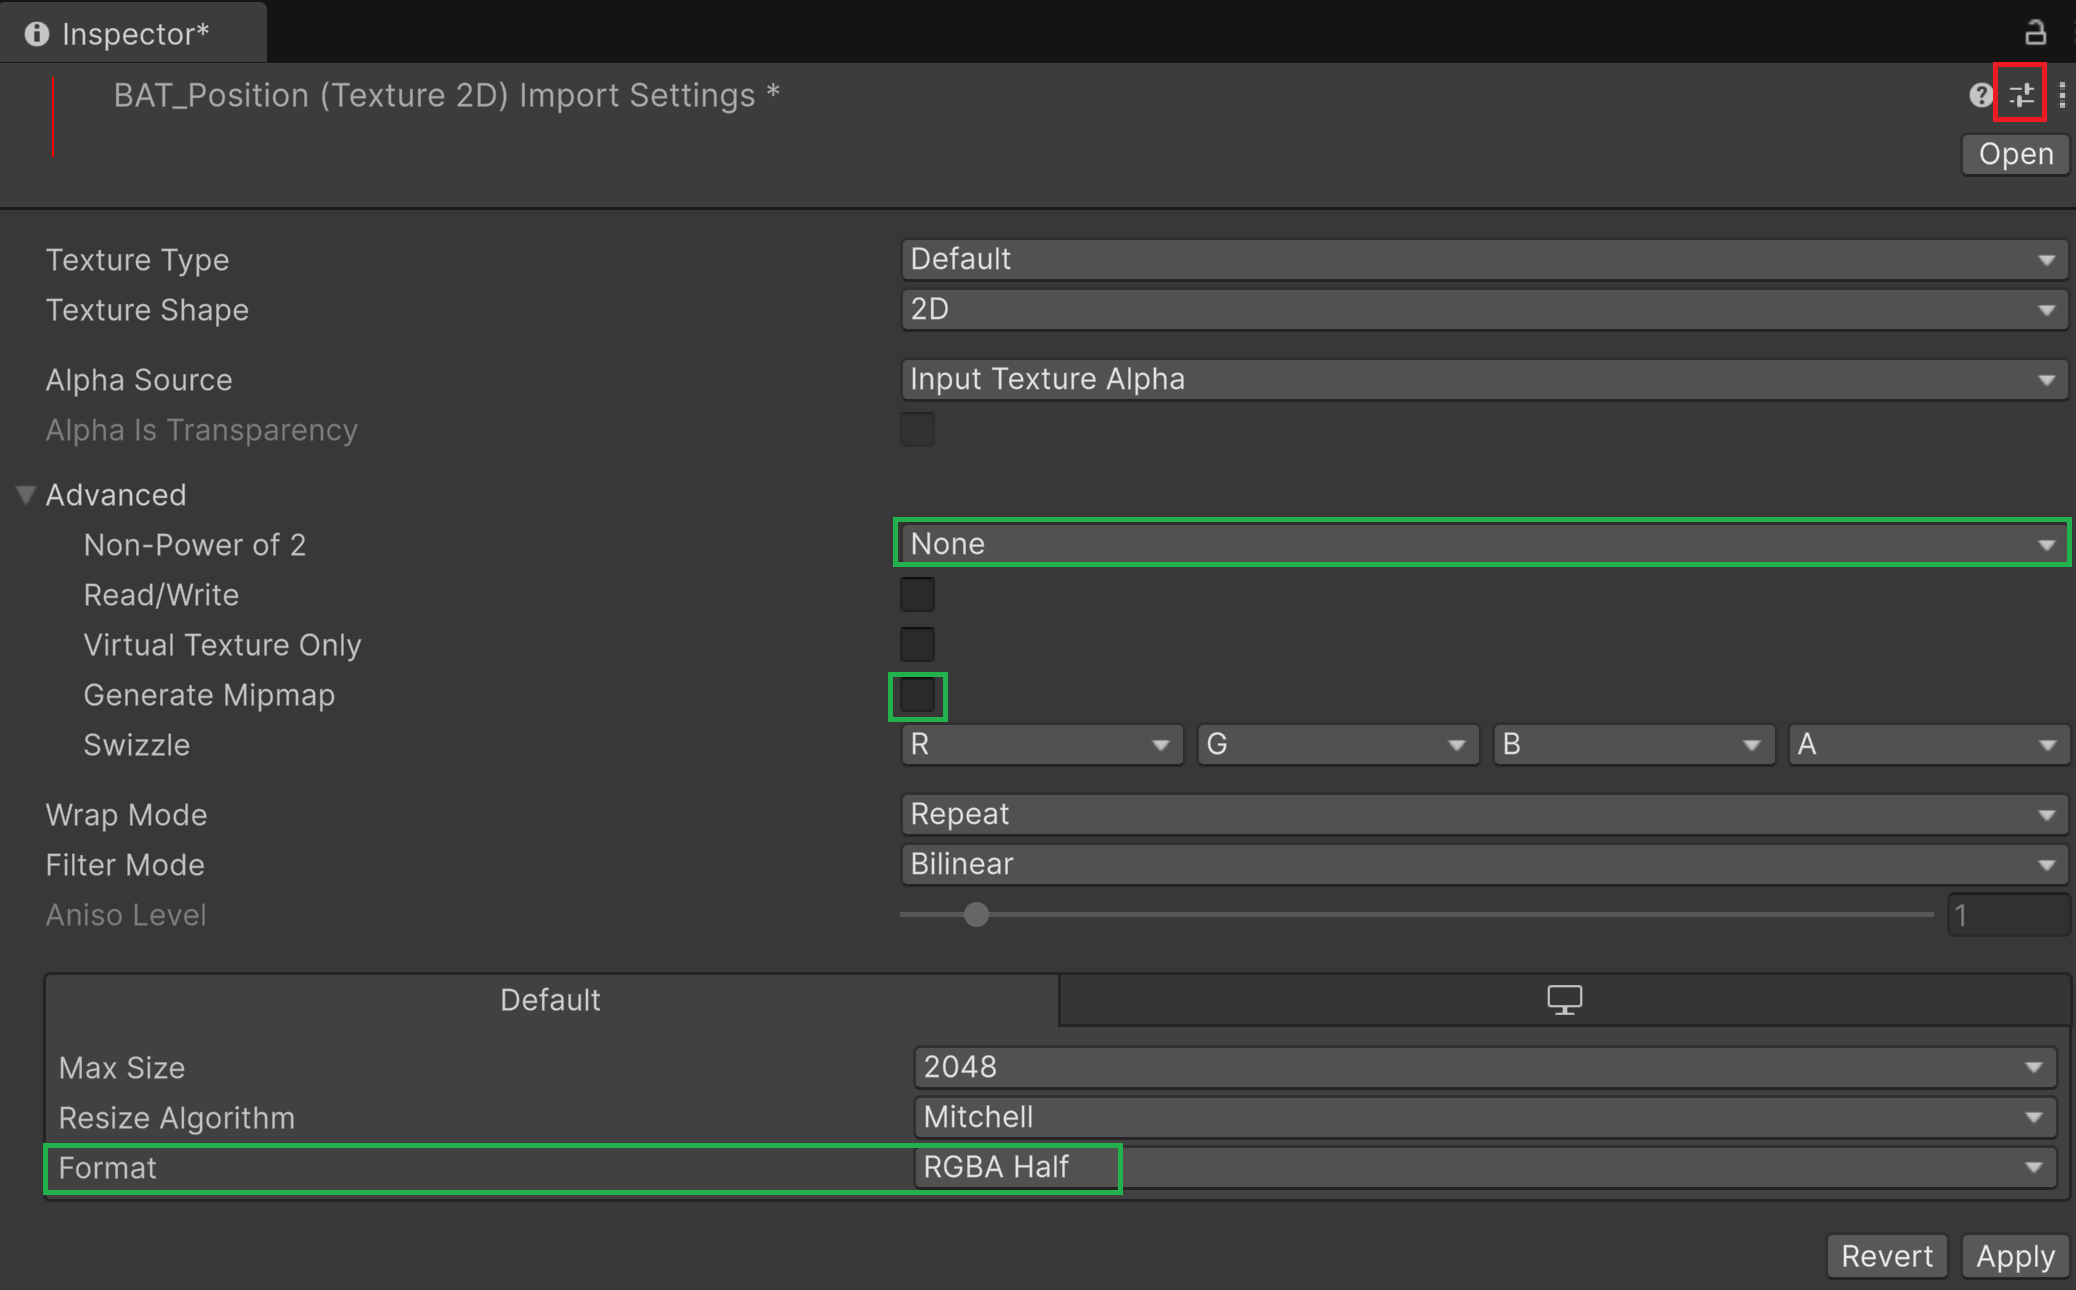 Inspector*
BAT_Position (Texture 2D) Import Settings *
Open
Texture Type Default
Texture Shape 2D
Alpha Source Input Texture Alpha
Alpha Is Transparency
Advanced
Non-Power of 2 None
Read/Write
Virtual Texture Only
Generate Mipmap
Swizzle R G B A
Wrap Mode Repeat
Filter Mode Bilinear
Aniso Level 1
Default
Max Size 2048
Resize Algorithm Mitchell
Format RGBA Half
Revert Apply